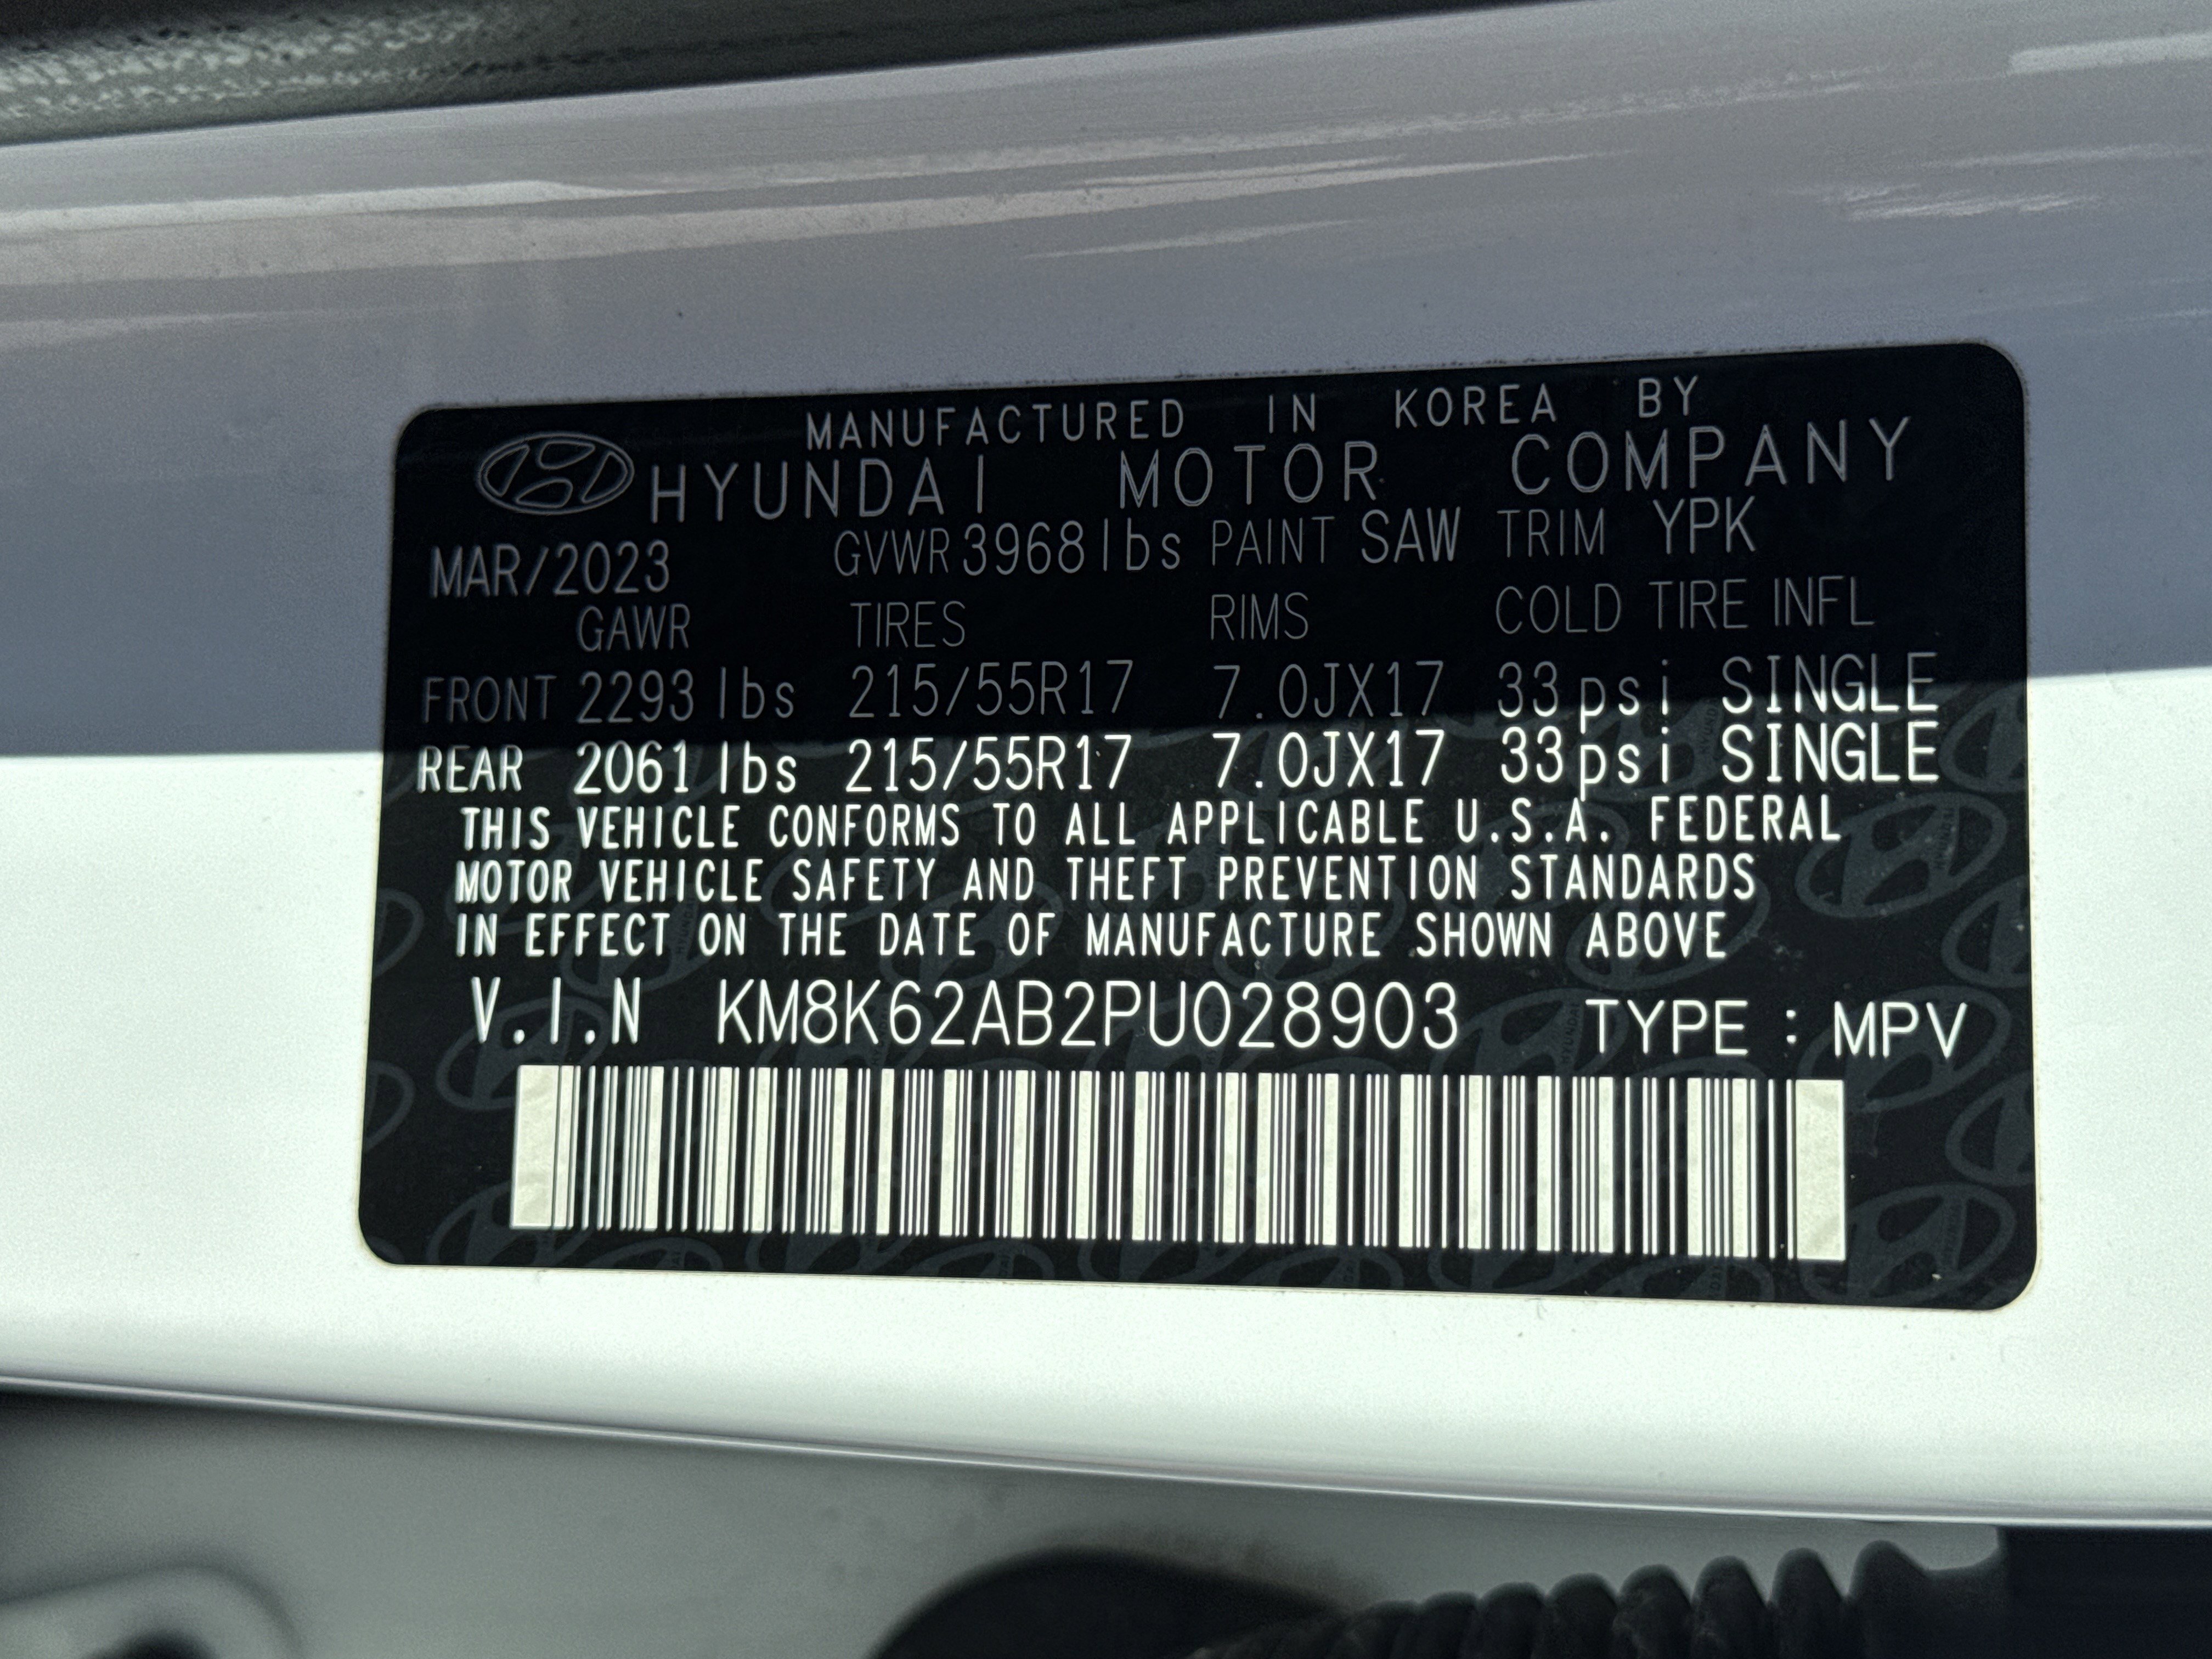 MANUFACTURED IN KOREA BY
HYUNDAI MOTOR COMPANY
MAR/2023 GVWR 3968 lbs PAINT SAW TRIM YPK
GAWR TIRES RIMS COLD TIRE INFL
FRONT 2293 lbs 215/55R17 7.0JX17 33psi SINGLE
REAR 2061 lbs 215/55R17 7.0JX17 33psi SINGLE
THIS VEHICLE CONFORMS TO ALL APPLICABLE U.S.A. FEDERAL
MOTOR VEHICLE SAFETY AND THEFT PREVENTION STANDARDS
IN EFFECT ON THE DATE OF MANUFACTURE SHOWN ABOVE
V.I.N KM8K62AB2PU028903 TYPE : MPV